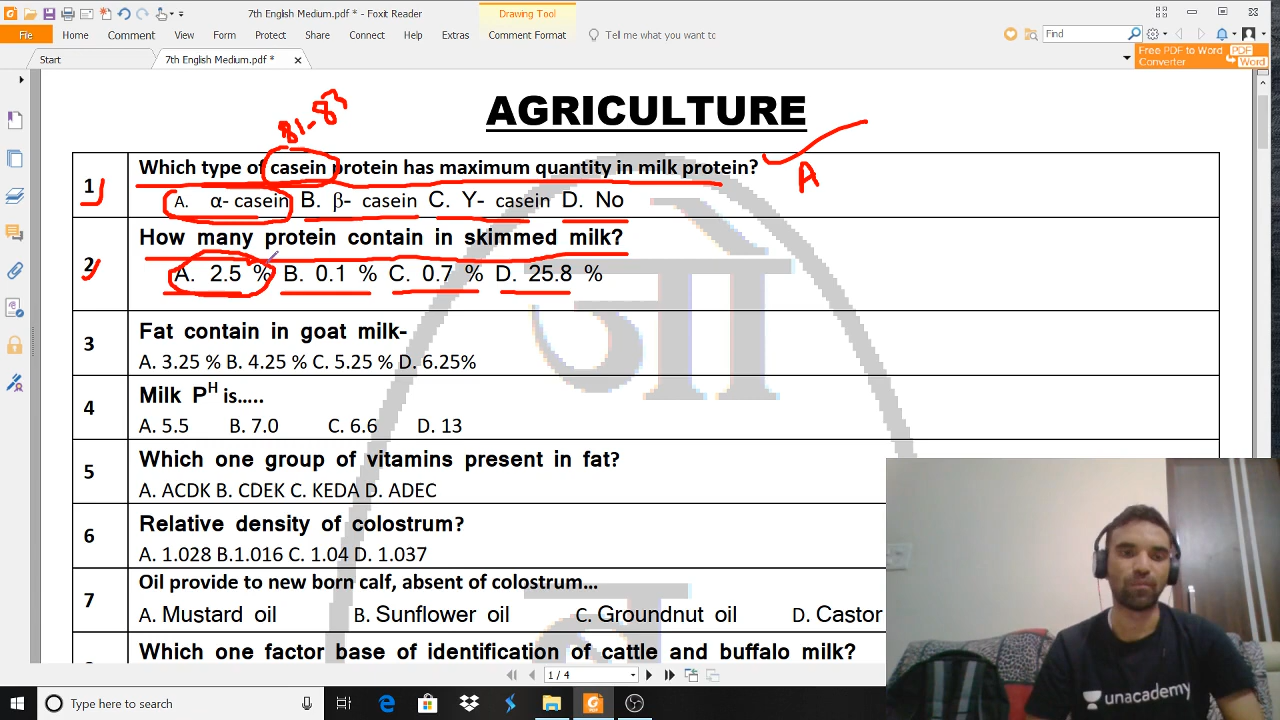 7th English Medium.pdf * - Foxit Reader
Drawing Tool
File Home Comment View Form Protect Connect Help Extras Comment Format Tell me what you want to
Find
Start 7th English Medium.pdf *
Free PDF to Word Converter
PDF Word
AGRICULTURE
81-83
1 Which type of casein protein has maximum quantity in milk protein?
A
A. α- casein B. β- casein C. Y- casein D. No
2 How many protein contain in skimmed milk?
A. 2.5 % B. 0.1 % C. 0.7 % D. 25.8 %
3 Fat contain in goat milk-
A. 3.25 % B. 4.25 % C. 5.25 % D. 6.25%
4 Milk P^H is.....
A. 5.5 B. 7.0 C. 6.6 D. 13
5 Which one group of vitamins present in fat?
A. ACDK B. CDEK C. KEDA D. ADEC
6 Relative density of colostrum?
A. 1.028 B.1.016 C. 1.04 D. 1.037
7 Oil provide to new born calf, absent of colostrum...
A. Mustard oil B. Sunflower oil C. Groundnut oil D. Castor
Which one factor base of identification of cattle and buffalo milk?
जो
unacademy
1 / 4
Type here to search